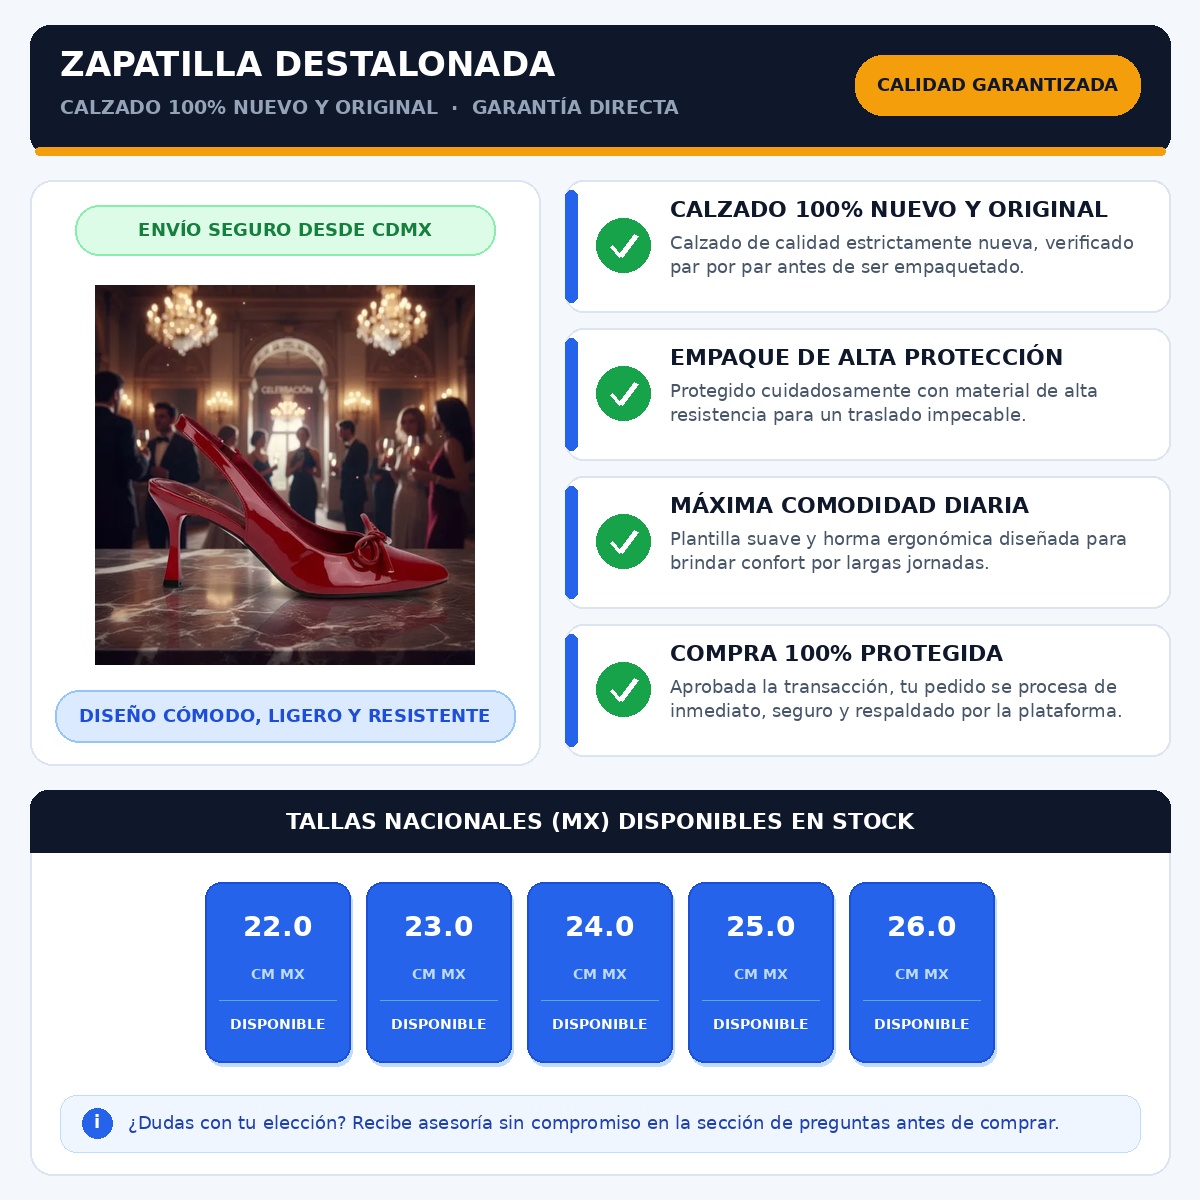 ZAPATILLA DESTALONADA
CALZADO 100% NUEVO Y ORIGINAL · GARANTÍA DIRECTA
CALIDAD GARANTIZADA
ENVÍO SEGURO DESDE CDMX
CELEBRACIÓN
DISEÑO CÓMODO, LIGERO Y RESISTENTE
CALZADO 100% NUEVO Y ORIGINAL
Calzado de calidad estrictamente nueva, verificado
par por par antes de ser empaquetado.
EMPAQUE DE ALTA PROTECCIÓN
Protegido cuidadosamente con material de alta
resistencia para un traslado impecable.
MÁXIMA COMODIDAD DIARIA
Plantilla suave y horma ergonómica diseñada para
brindar confort por largas jornadas.
COMPRA 100% PROTEGIDA
Aprobada la transacción, tu pedido se procesa de
inmediato, seguro y respaldado por la plataforma.
TALLAS NACIONALES (MX) DISPONIBLES EN STOCK
22.0 23.0 24.0 25.0 26.0
CM MX CM MX CM MX CM MX CM MX
DISPONIBLE DISPONIBLE DISPONIBLE DISPONIBLE DISPONIBLE
i ¿Dudas con tu elección? Recibe asesoría sin compromiso en la sección de preguntas antes de comprar.